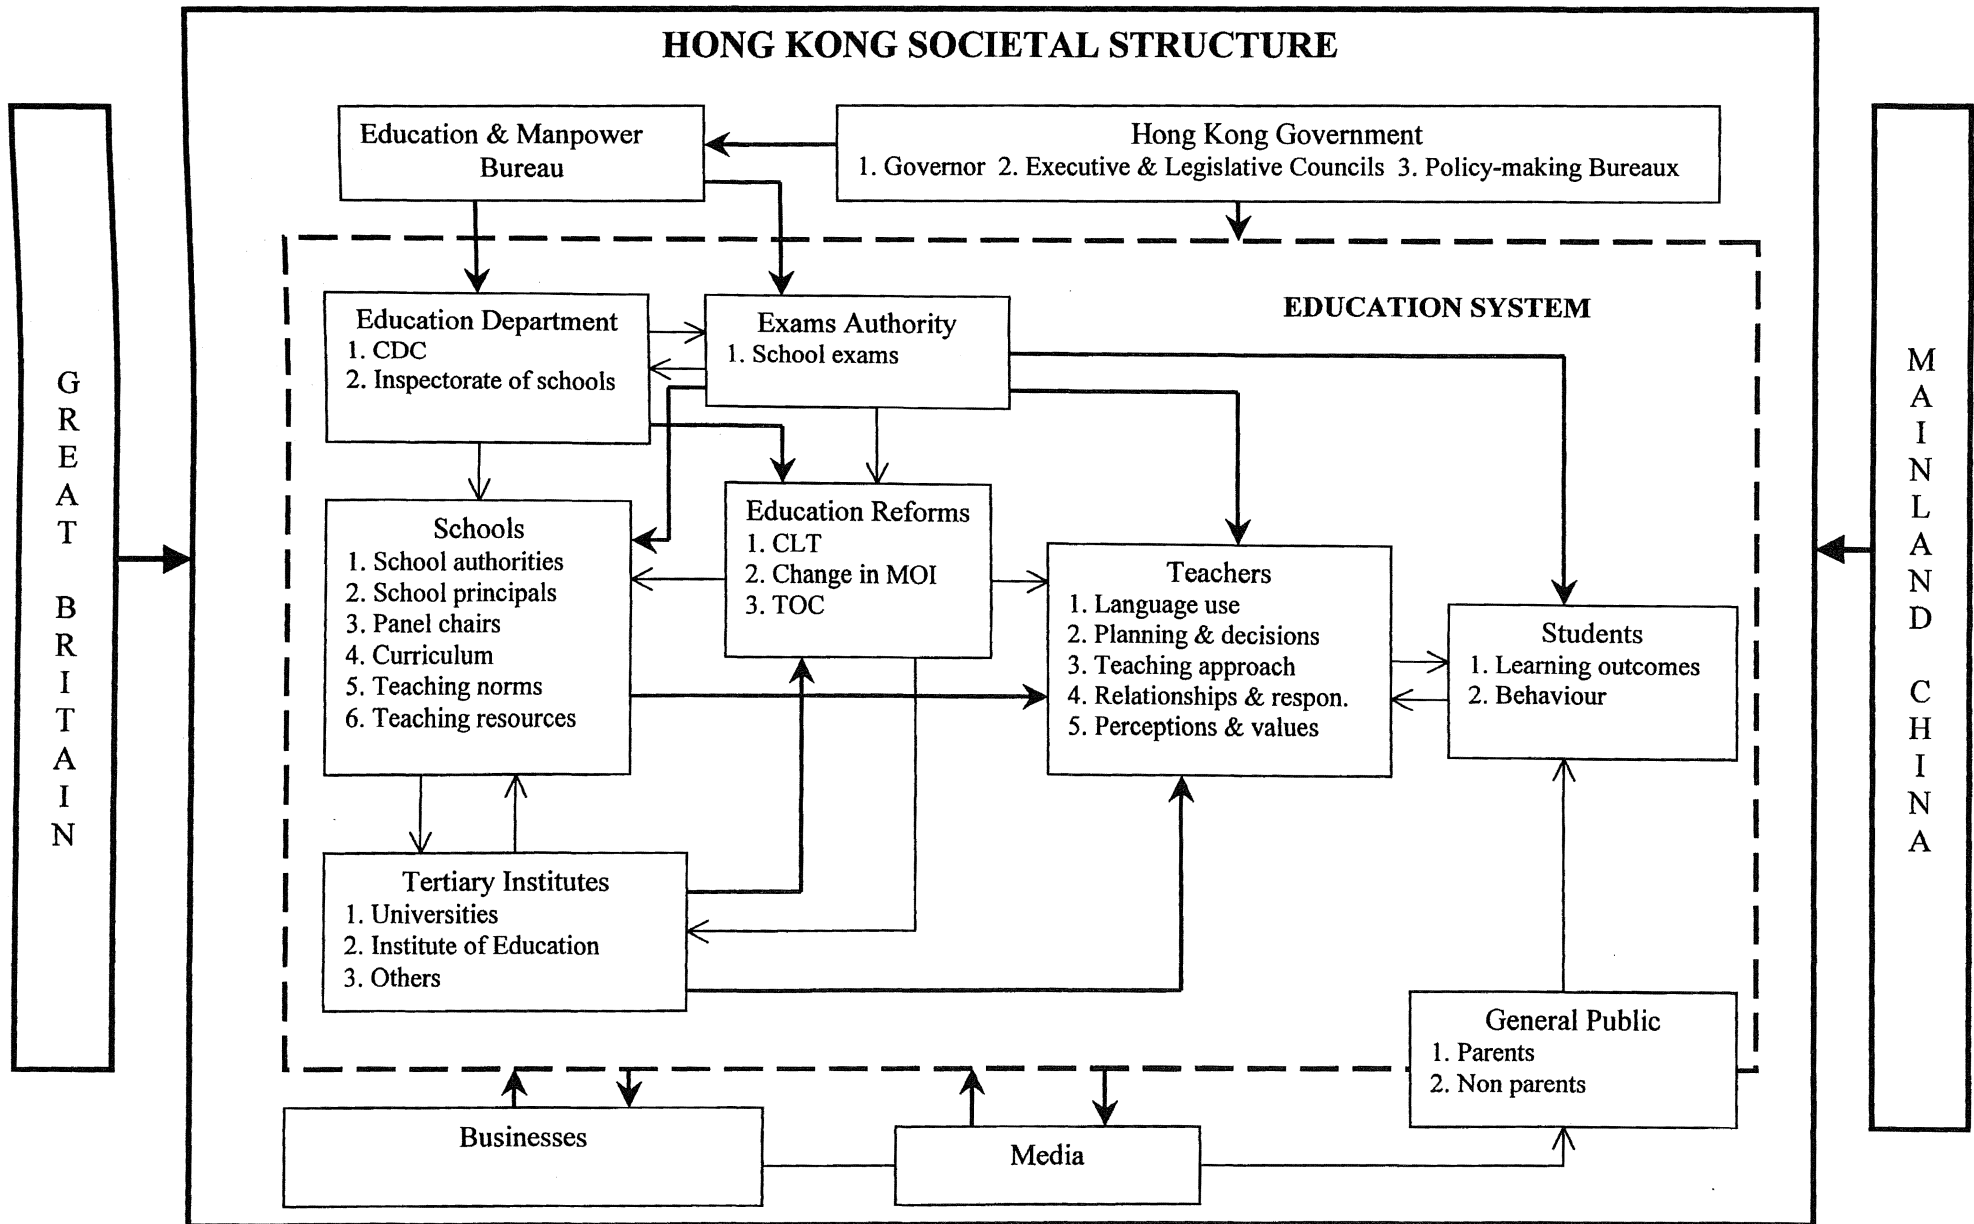 HONG KONG SOCIETAL STRUCTURE
GREAT BRITAIN
Education & Manpower
Bureau
Hong Kong Government
1. Governor 2. Executive & Legislative Councils 3. Policy-making Bureaux
EDUCATION SYSTEM
Education Department
1. CDC
2. Inspectorate of schools
Exams Authority
1. School exams
Schools
1. School authorities
2. School principals
3. Panel chairs
4. Curriculum
5. Teaching norms
6. Teaching resources
Education Reforms
1. CLT
2. Change in MOI
3. TOC
Teachers
1. Language use
2. Planning & decisions
3. Teaching approach
4. Relationships & respon.
5. Perceptions & values
Students
1. Learning outcomes
2. Behaviour
Tertiary Institutes
1. Universities
2. Institute of Education
3. Others
General Public
1. Parents
2. Non parents
Businesses
Media
MAINLAND CHINA